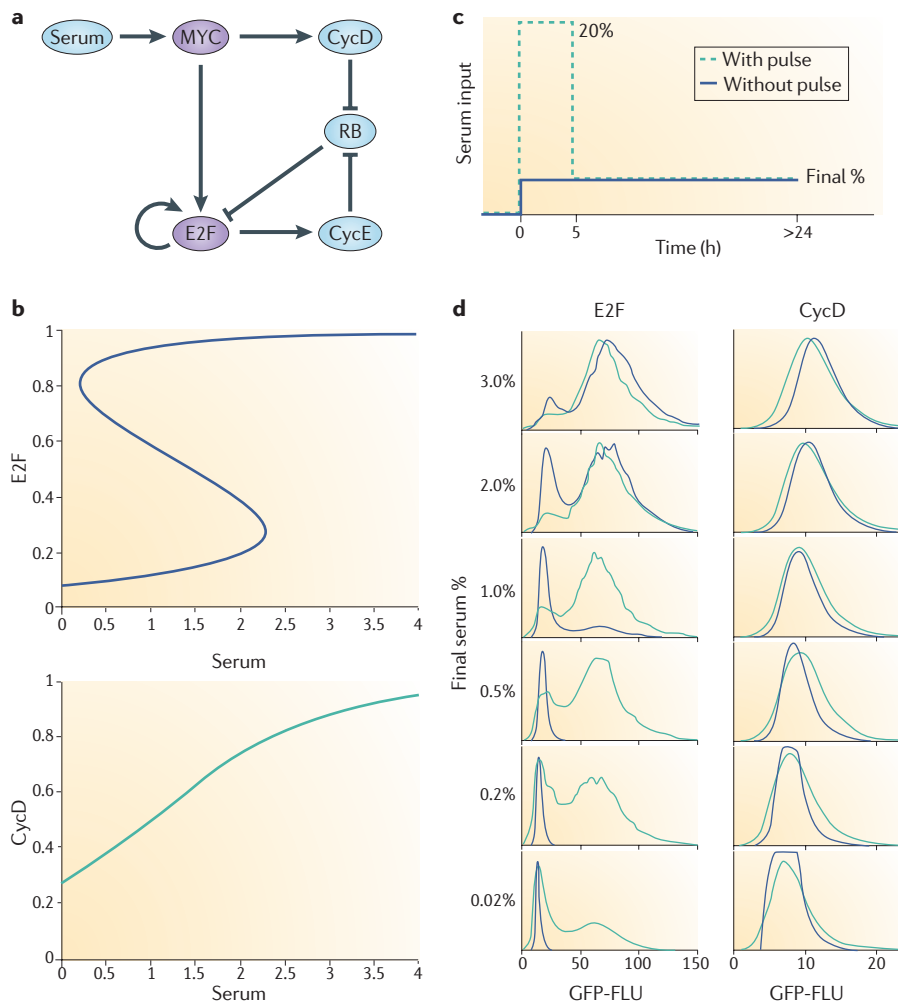 a
Serum
MYC
CycD
RB
E2F
CycE
c
Serum input
20%
With pulse
Without pulse
Final %
0
5
>24
Time (h)
b
E2F
1
0.8
0.6
0.4
0.2
0
0 0.5 1 1.5 2 2.5 3 3.5 4
Serum
CycD
1
0.8
0.6
0.4
0.2
0
0 0.5 1 1.5 2 2.5 3 3.5 4
Serum
d
E2F
CycD
Final serum %
3.0%
2.0%
1.0%
0.5%
0.2%
0.02%
0 50 100 150
GFP-FLU
0 10 20
GFP-FLU